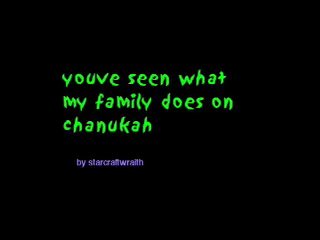 youve seen what
my family does on
chanukah
by starcraftwraith